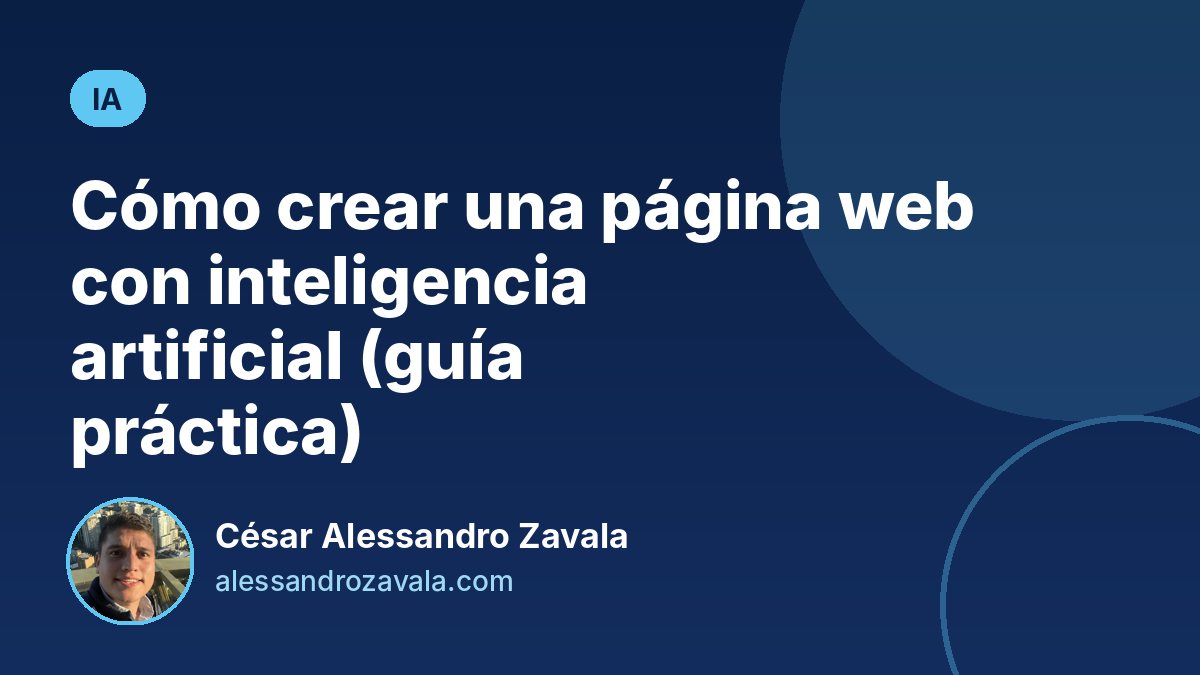 IA
Cómo crear una página web
con inteligencia
artificial (guía
práctica)
César Alessandro Zavala
alessandrozavala.com